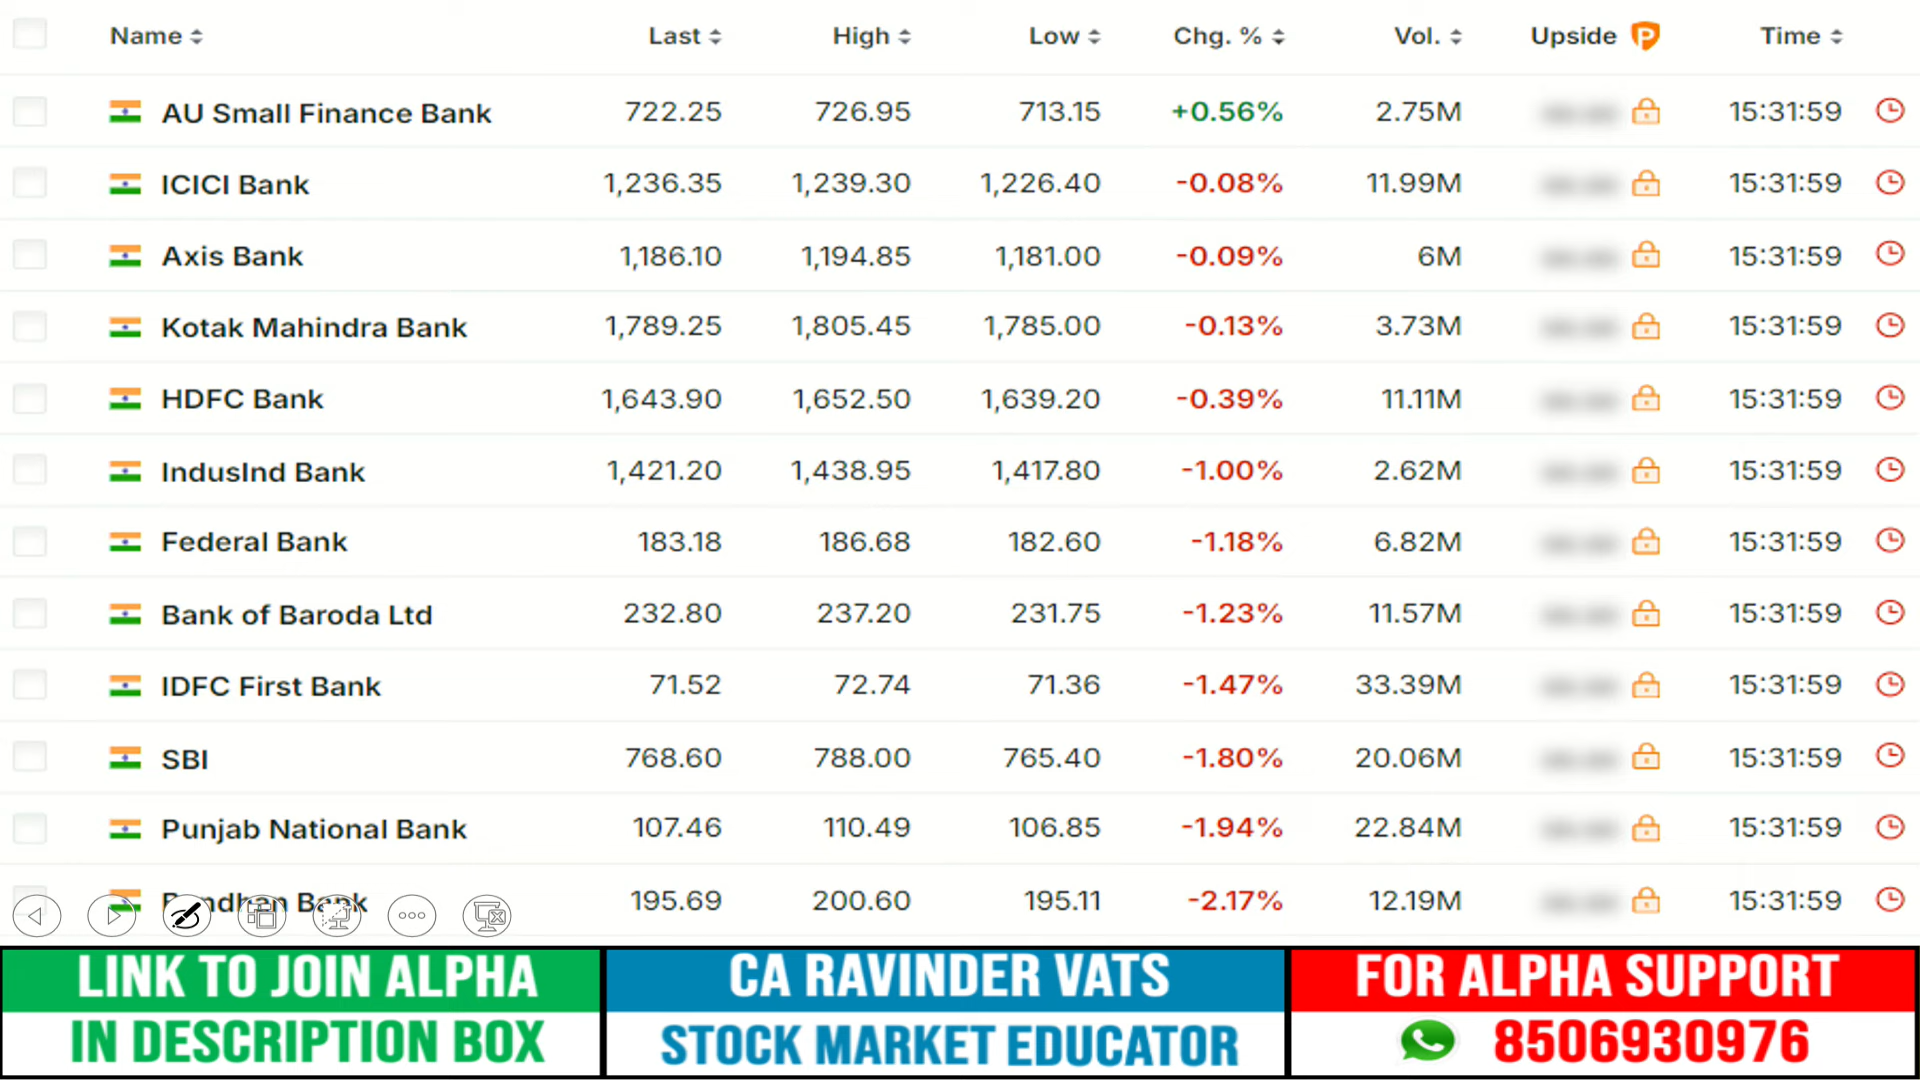 Name Last High Low Chg. % Vol. Upside Time
AU Small Finance Bank 722.25 726.95 713.15 +0.56% 2.75M 15:31:59
ICICI Bank 1,236.35 1,239.30 1,226.40 -0.08% 11.99M 15:31:59
Axis Bank 1,186.10 1,194.85 1,181.00 -0.09% 6M 15:31:59
Kotak Mahindra Bank 1,789.25 1,805.45 1,785.00 -0.13% 3.73M 15:31:59
HDFC Bank 1,643.90 1,652.50 1,639.20 -0.39% 11.11M 15:31:59
IndusInd Bank 1,421.20 1,438.95 1,417.80 -1.00% 2.62M 15:31:59
Federal Bank 183.18 186.68 182.60 -1.18% 6.82M 15:31:59
Bank of Baroda Ltd 232.80 237.20 231.75 -1.23% 11.57M 15:31:59
IDFC First Bank 71.52 72.74 71.36 -1.47% 33.39M 15:31:59
SBI 768.60 788.00 765.40 -1.80% 20.06M 15:31:59
Punjab National Bank 107.46 110.49 106.85 -1.94% 22.84M 15:31:59
Bandhan Bank 195.69 200.60 195.11 -2.17% 12.19M 15:31:59
LINK TO JOIN ALPHA
IN DESCRIPTION BOX
CA RAVINDER VATS
STOCK MARKET EDUCATOR
FOR ALPHA SUPPORT
8506930976